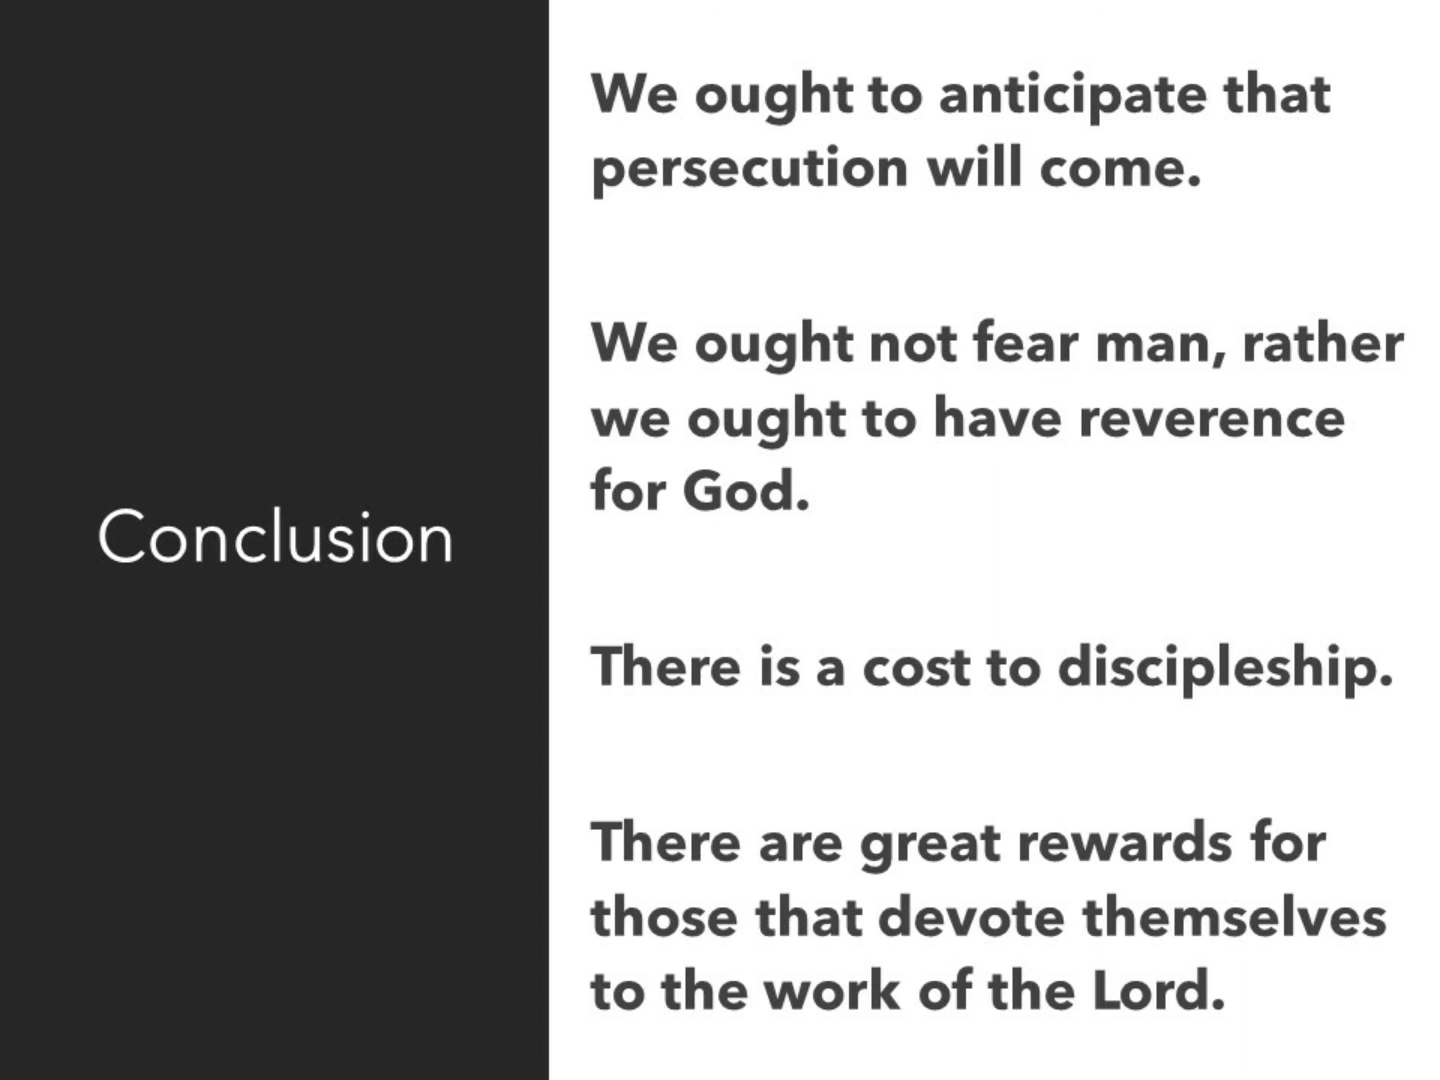 Conclusion
We ought to anticipate that
persecution will come.
We ought not fear man, rather
we ought to have reverence
for God.
There is a cost to discipleship.
There are great rewards for
those that devote themselves
to the work of the Lord.